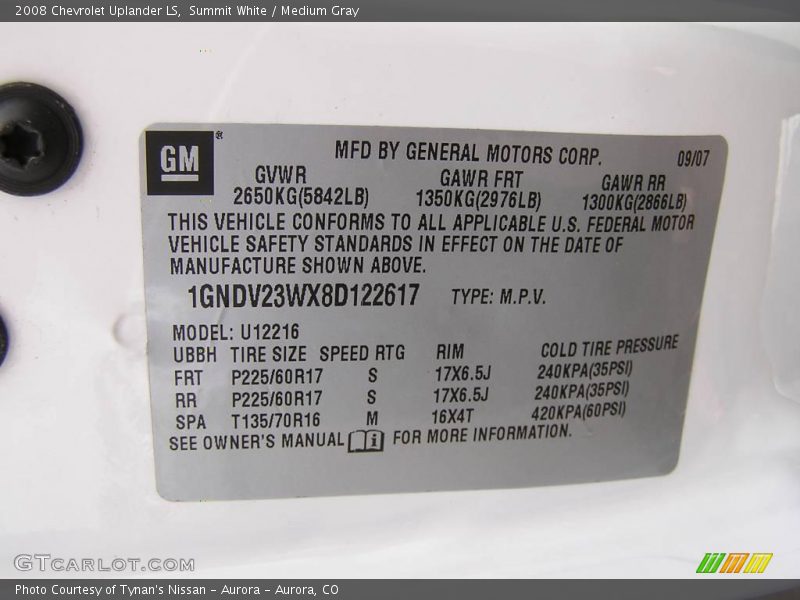 2008 Chevrolet Uplander LS, Summit White / Medium Gray
GM®
MFD BY GENERAL MOTORS CORP. 09/07
GVWR GAWR FRT GAWR RR
2650KG(5842LB) 1350KG(2976LB) 1300KG(2866LB)
THIS VEHICLE CONFORMS TO ALL APPLICABLE U.S. FEDERAL MOTOR
VEHICLE SAFETY STANDARDS IN EFFECT ON THE DATE OF
MANUFACTURE SHOWN ABOVE.
1GNDV23WX8D122617 TYPE: M.P.V.
MODEL: U12216
UBBH TIRE SIZE SPEED RTG RIM COLD TIRE PRESSURE
FRT P225/60R17 S 17X6.5J 240KPA(35PSI)
RR P225/60R17 S 17X6.5J 240KPA(35PSI)
SPA T135/70R16 M 16X4T 420KPA(60PSI)
SEE OWNER'S MANUAL FOR MORE INFORMATION.
GTCARLOT.COM
Photo Courtesy of Tynan's Nissan - Aurora - Aurora, CO